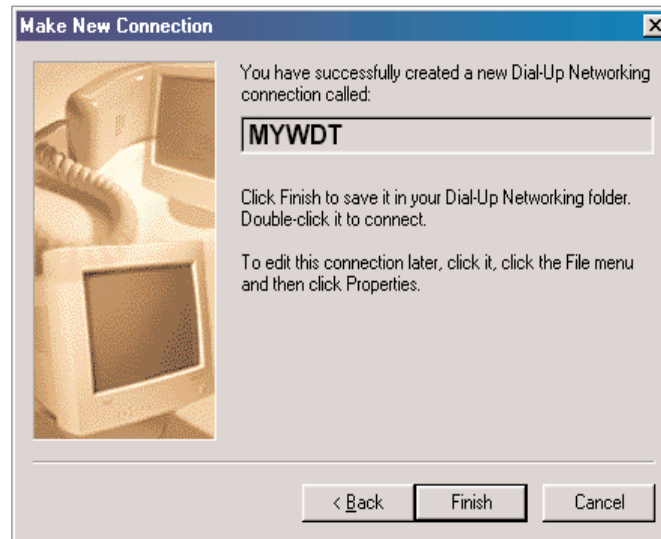 Make New Connection
You have successfully created a new Dial-Up Networking
connection called:
MYWDT
Click Finish to save it in your Dial-Up Networking folder.
Double-click it to connect.
To edit this connection later, click it, click the File menu
and then click Properties.
< Back Finish Cancel